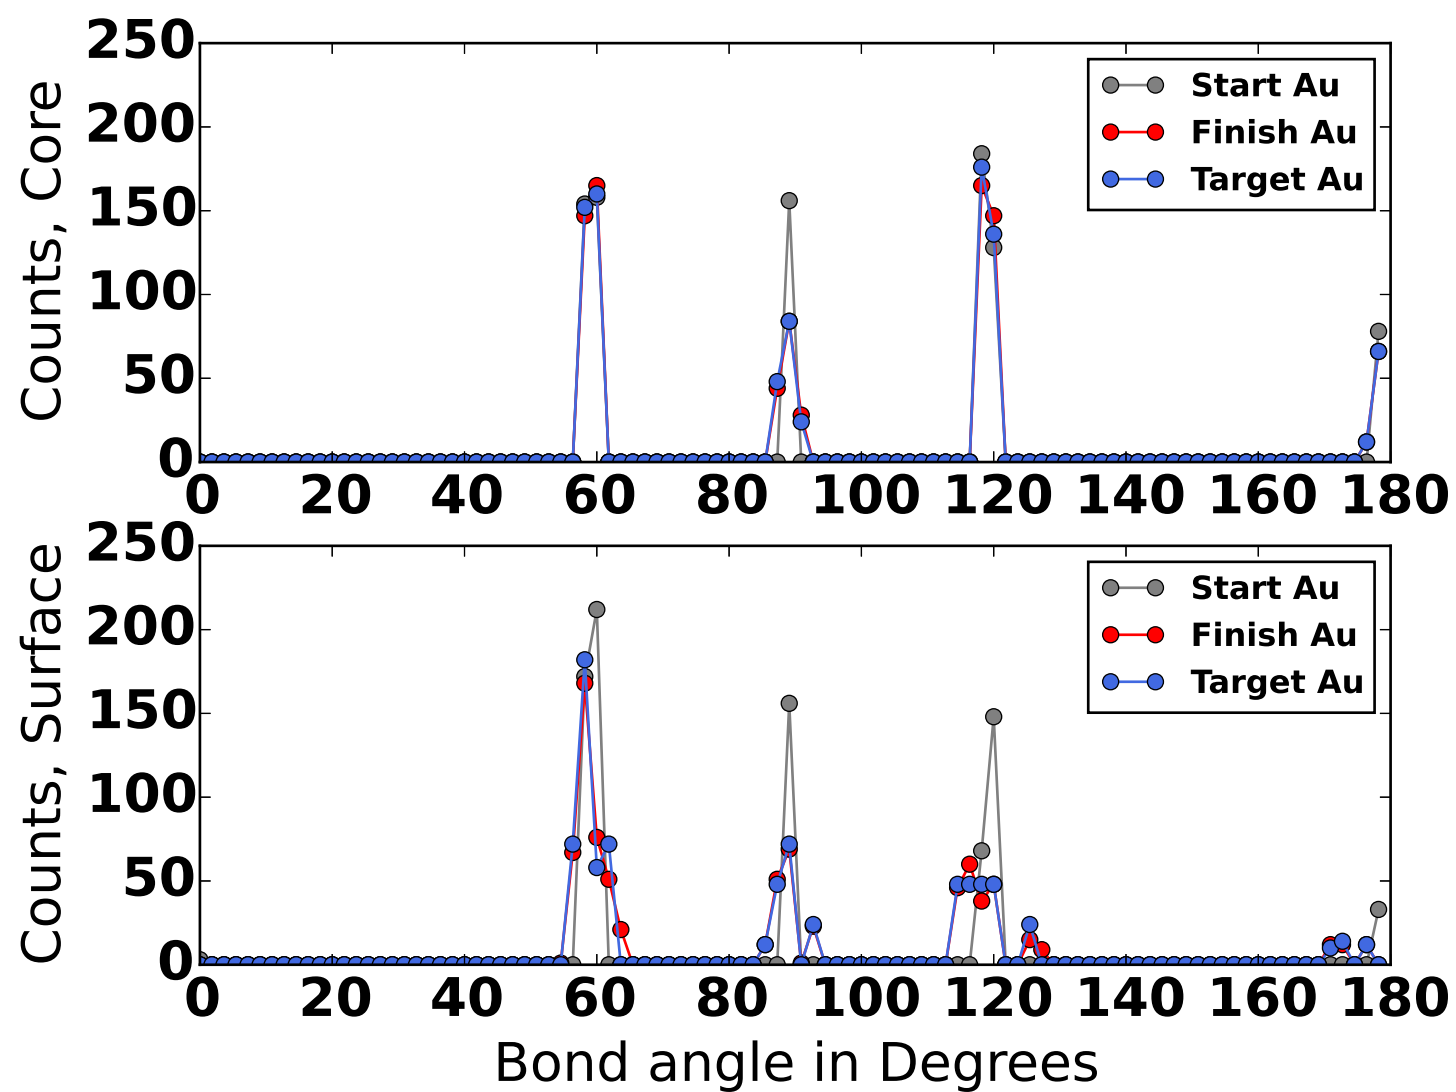 250
200
150
100
50
0
Counts, Core
Start Au
Finish Au
Target Au
0 20 40 60 80 100 120 140 160 180
250
200
150
100
50
0
Counts, Surface
Start Au
Finish Au
Target Au
0 20 40 60 80 100 120 140 160 180
Bond angle in Degrees